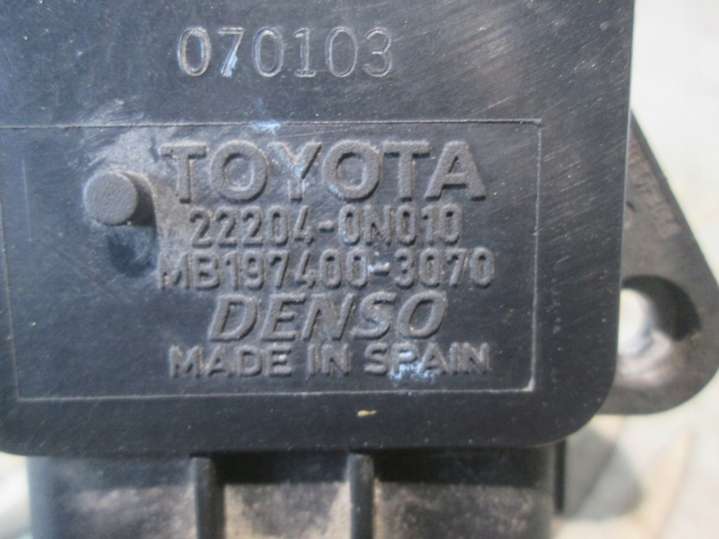 070103
TOYOTA
22204-0N010
MB197400-3070
DENSO
MADE IN SPAIN